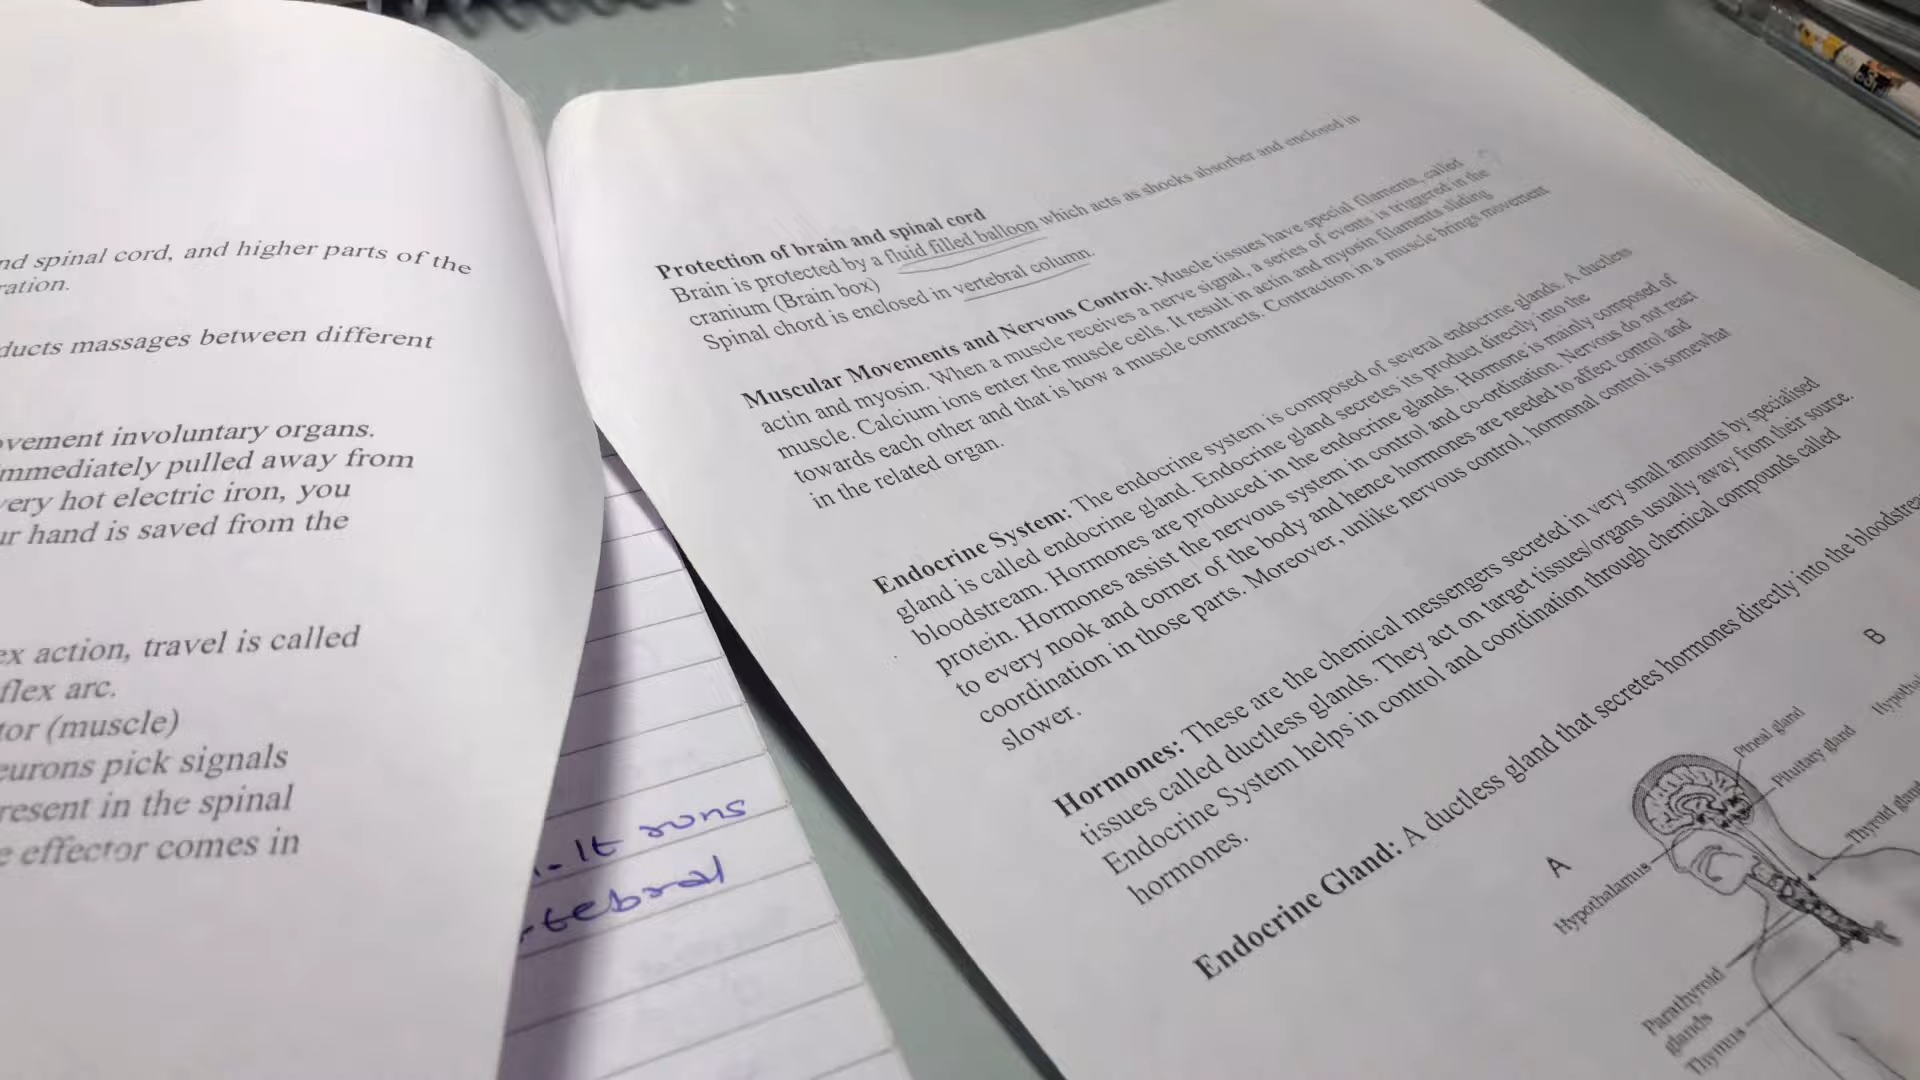 nd spinal cord, and higher parts of the
ration.
ducts massages between different
ovement involuntary organs.
mmediately pulled away from
very hot electric iron, you
ur hand is saved from the
ex action, travel is called
flex arc.
tor (muscle)
eurons pick signals
resent in the spinal
e effector comes in
It runs
rtebral
Protection of brain and spinal cord
Brain is protected by a fluid filled balloon which acts as shocks absorber and enclosed in
cranium (Brain box)
Spinal chord is enclosed in vertebral column.
Muscular Movements and Nervous Control: Muscle tissues have special filaments, called
actin and myosin. When a muscle receives a nerve signal, a series of events is triggered in the
muscle. Calcium ions enter the muscle cells. It result in actin and myosin filaments sliding
towards each other and that is how a muscle contracts. Contraction in a muscle brings movement
in the related organ.
Endocrine System: The endocrine system is composed of several endocrine glands. A ductless
gland is called endocrine gland. Endocrine gland secretes its product directly into the
bloodstream. Hormones are produced in the endocrine glands. Hormone is mainly composed of
protein. Hormones assist the nervous system in control and co-ordination. Nervous do not react
to every nook and corner of the body and hence hormones are needed to affect control and
coordination in those parts. Moreover, unlike nervous control, hormonal control is somewhat
slower.
Hormones: These are the chemical messengers secreted in very small amounts by specialised
tissues called ductless glands. They act on target tissues/organs usually away from their source.
Endocrine System helps in control and coordination through chemical compounds called
hormones.
Endocrine Gland: A ductless gland that secretes hormones directly into the bloodstrea
A
B
Pineal gland
Pituitary gland
Hypothal
Thyroid gland
Hypothalamus
Parathyroid
glands
Thymus